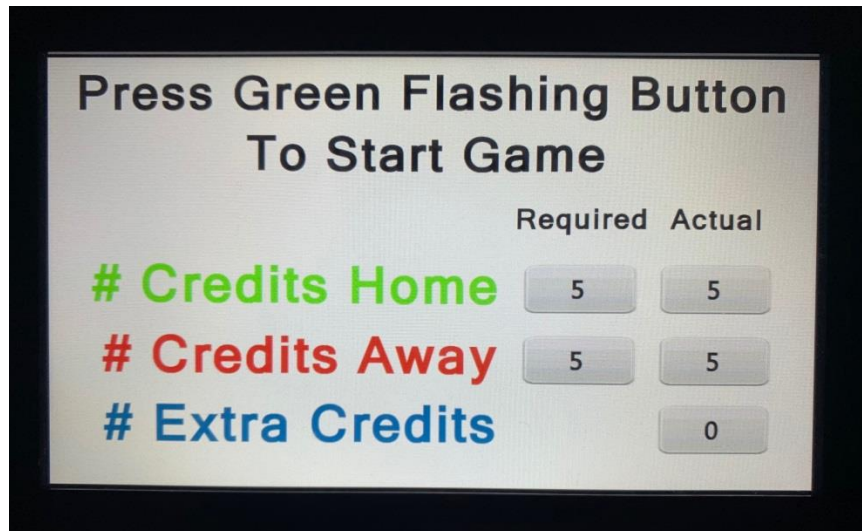 Press Green Flashing Button
To Start Game
Required Actual
# Credits Home 5 5
# Credits Away 5 5
# Extra Credits 0